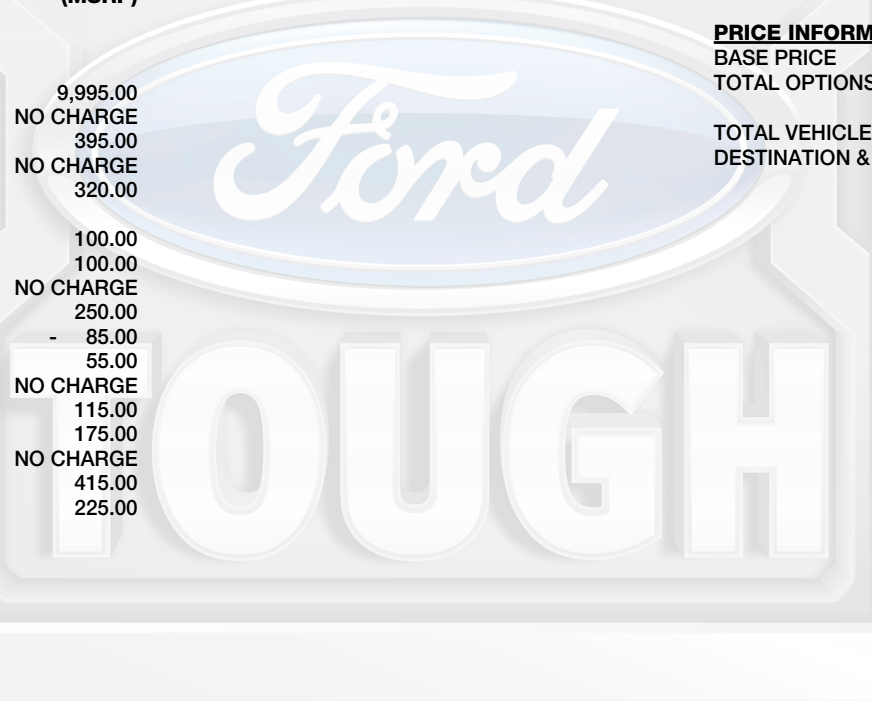 (MSRP)
9,995.00
NO CHARGE
395.00
NO CHARGE
320.00
100.00
100.00
NO CHARGE
250.00
- 85.00
55.00
NO CHARGE
115.00
175.00
NO CHARGE
415.00
225.00
PRICE INFORM
BASE PRICE
TOTAL OPTIONS
TOTAL VEHICLE
DESTINATION &
Ford
TOUGH